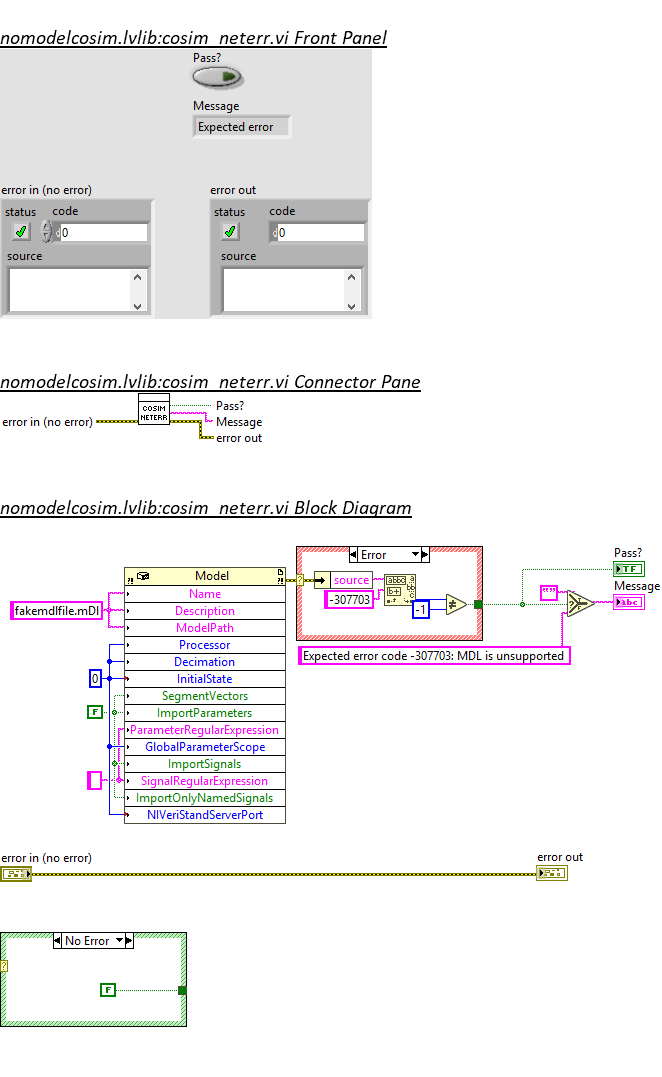 nomodelcosim.lvlib:cosim_neterr.vi Front Panel
Pass?
Message
Expected error
error in (no error)
error out
status code
status code
d 0
d 0
source
source
nomodelcosim.lvlib:cosim_neterr.vi Connector Pane
COSIM
NETERR
Pass?
error in (no error)
Message
error out
nomodelcosim.lvlib:cosim_neterr.vi Block Diagram
Error
Pass?
TF
Model
source
Message
abc
Name
-307703
""
fakemdlfile.mDl
Description
-1
ModelPath
Processor
Expected error code -307703: MDL is unsupported
Decimation
0
InitialState
SegmentVectors
F
ImportParameters
ParameterRegularExpression
GlobalParameterScope
ImportSignals
SignalRegularExpression
ImportOnlyNamedSignals
NIVeriStandServerPort
error in (no error)
error out
No Error
F